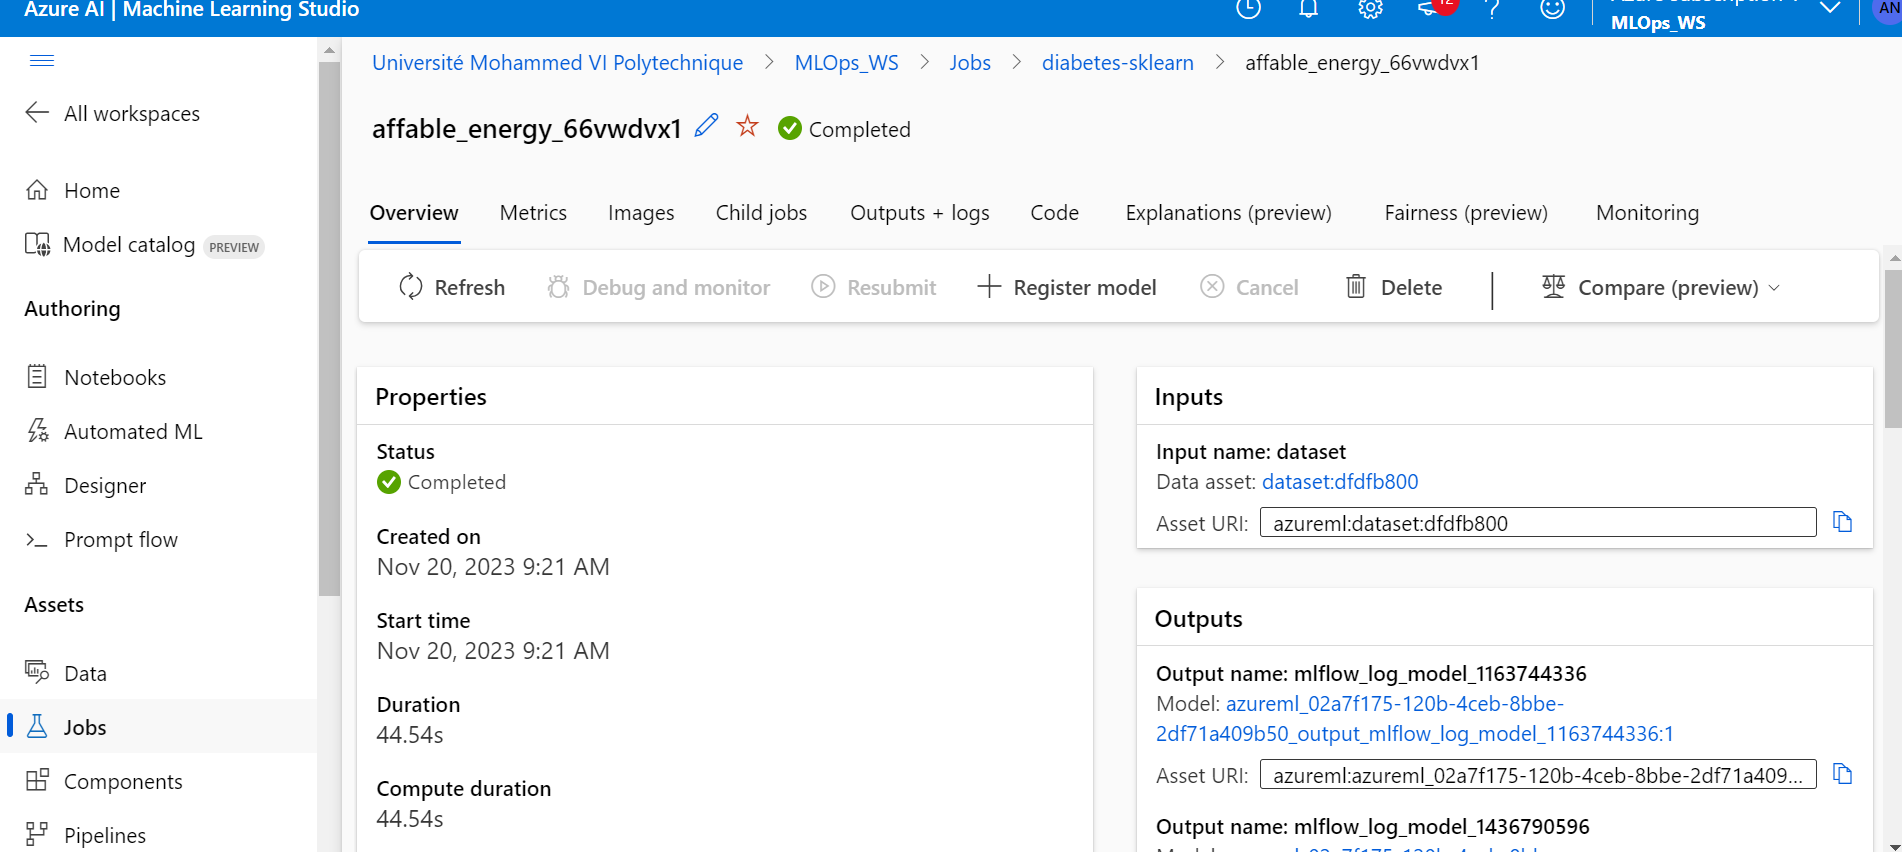 Azure AI | Machine Learning Studio
12
MLOps_WS
AN
All workspaces
Home
Model catalog PREVIEW
Authoring
Notebooks
Automated ML
Designer
Prompt flow
Assets
Data
Jobs
Components
Pipelines
Université Mohammed VI Polytechnique > MLOps_WS > Jobs > diabetes-sklearn > affable_energy_66vwdvx1
affable_energy_66vwdvx1 Completed
Overview Metrics Images Child jobs Outputs + logs Code Explanations (preview) Fairness (preview) Monitoring
Refresh Debug and monitor Resubmit Register model Cancel Delete Compare (preview)
Properties
Status
Completed
Created on
Nov 20, 2023 9:21 AM
Start time
Nov 20, 2023 9:21 AM
Duration
44.54s
Compute duration
44.54s
Inputs
Input name: dataset
Data asset: dataset:dfdfb800
Asset URI: azureml:dataset:dfdfb800
Outputs
Output name: mlflow_log_model_1163744336
Model: azureml_02a7f175-120b-4ceb-8bbe-
2df71a409b50_output_mlflow_log_model_1163744336:1
Asset URI: azureml:azureml_02a7f175-120b-4ceb-8bbe-2df71a409...
Output name: mlflow_log_model_1436790596